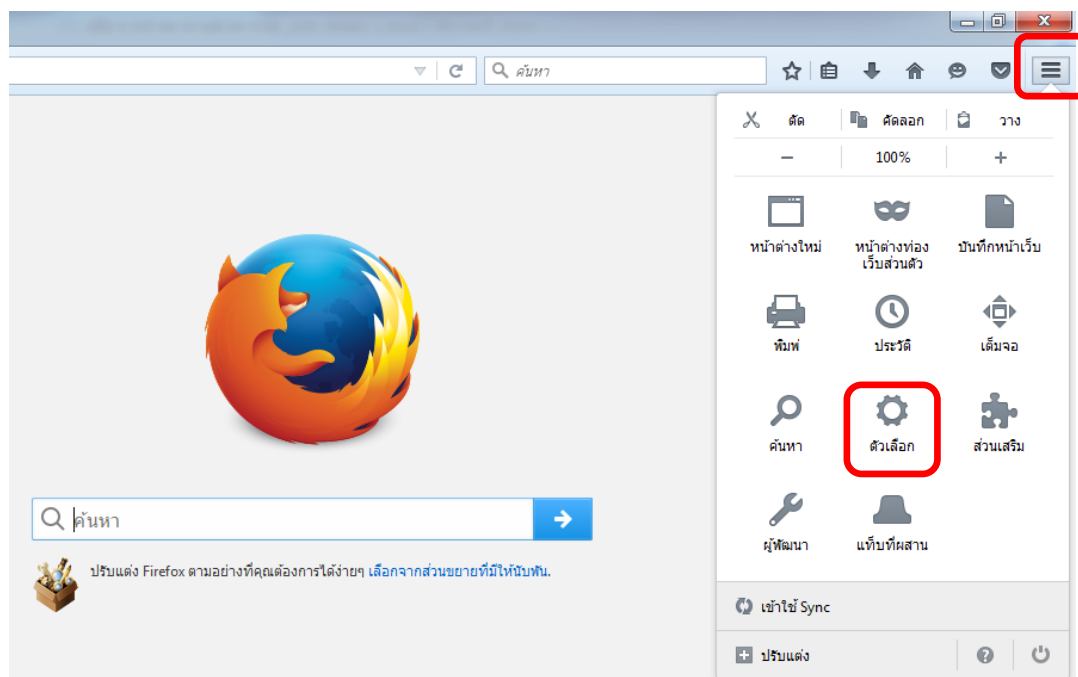 ค้นหา
ตัด คัดลอก วาง
− 100% +
หน้าต่างใหม่ หน้าต่างท่อง บันทึกหน้าเว็บ
เว็บส่วนตัว
พิมพ์ ประวัติ เต็มจอ
ค้นหา ตัวเลือก ส่วนเสริม
ค้นหา
ผู้พัฒนา แท็บที่ผสาน
ปรับแต่ง Firefox ตามอย่างที่คุณต้องการได้ง่ายๆ เลือกจากส่วนขยายที่มีให้นับพัน.
เข้าใช้ Sync
ปรับแต่ง